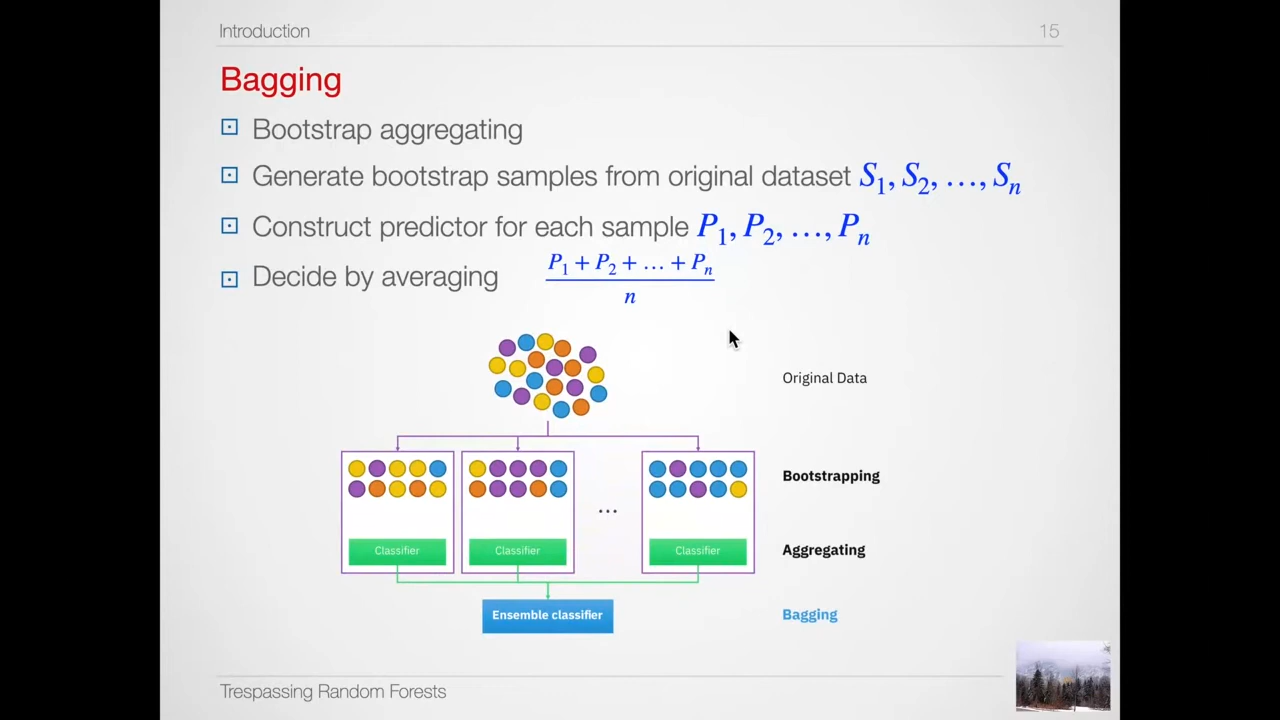 Introduction 15
Bagging
Bootstrap aggregating
Generate bootstrap samples from original dataset S₁, S₂, …, Sₙ
Construct predictor for each sample P₁, P₂, …, Pₙ
Decide by averaging
P₁ + P₂ + … + Pₙ
n
Original Data
Bootstrapping
...
Classifier Classifier Classifier
Aggregating
Ensemble classifier
Bagging
Trespassing Random Forests